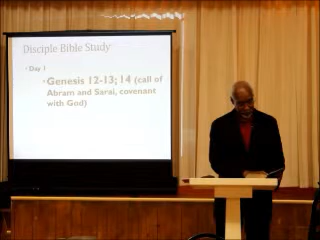 Disciple Bible Study
• Day 1
• Genesis 12-13; 14 (call of
Abram and Sarai, covenant
with God)